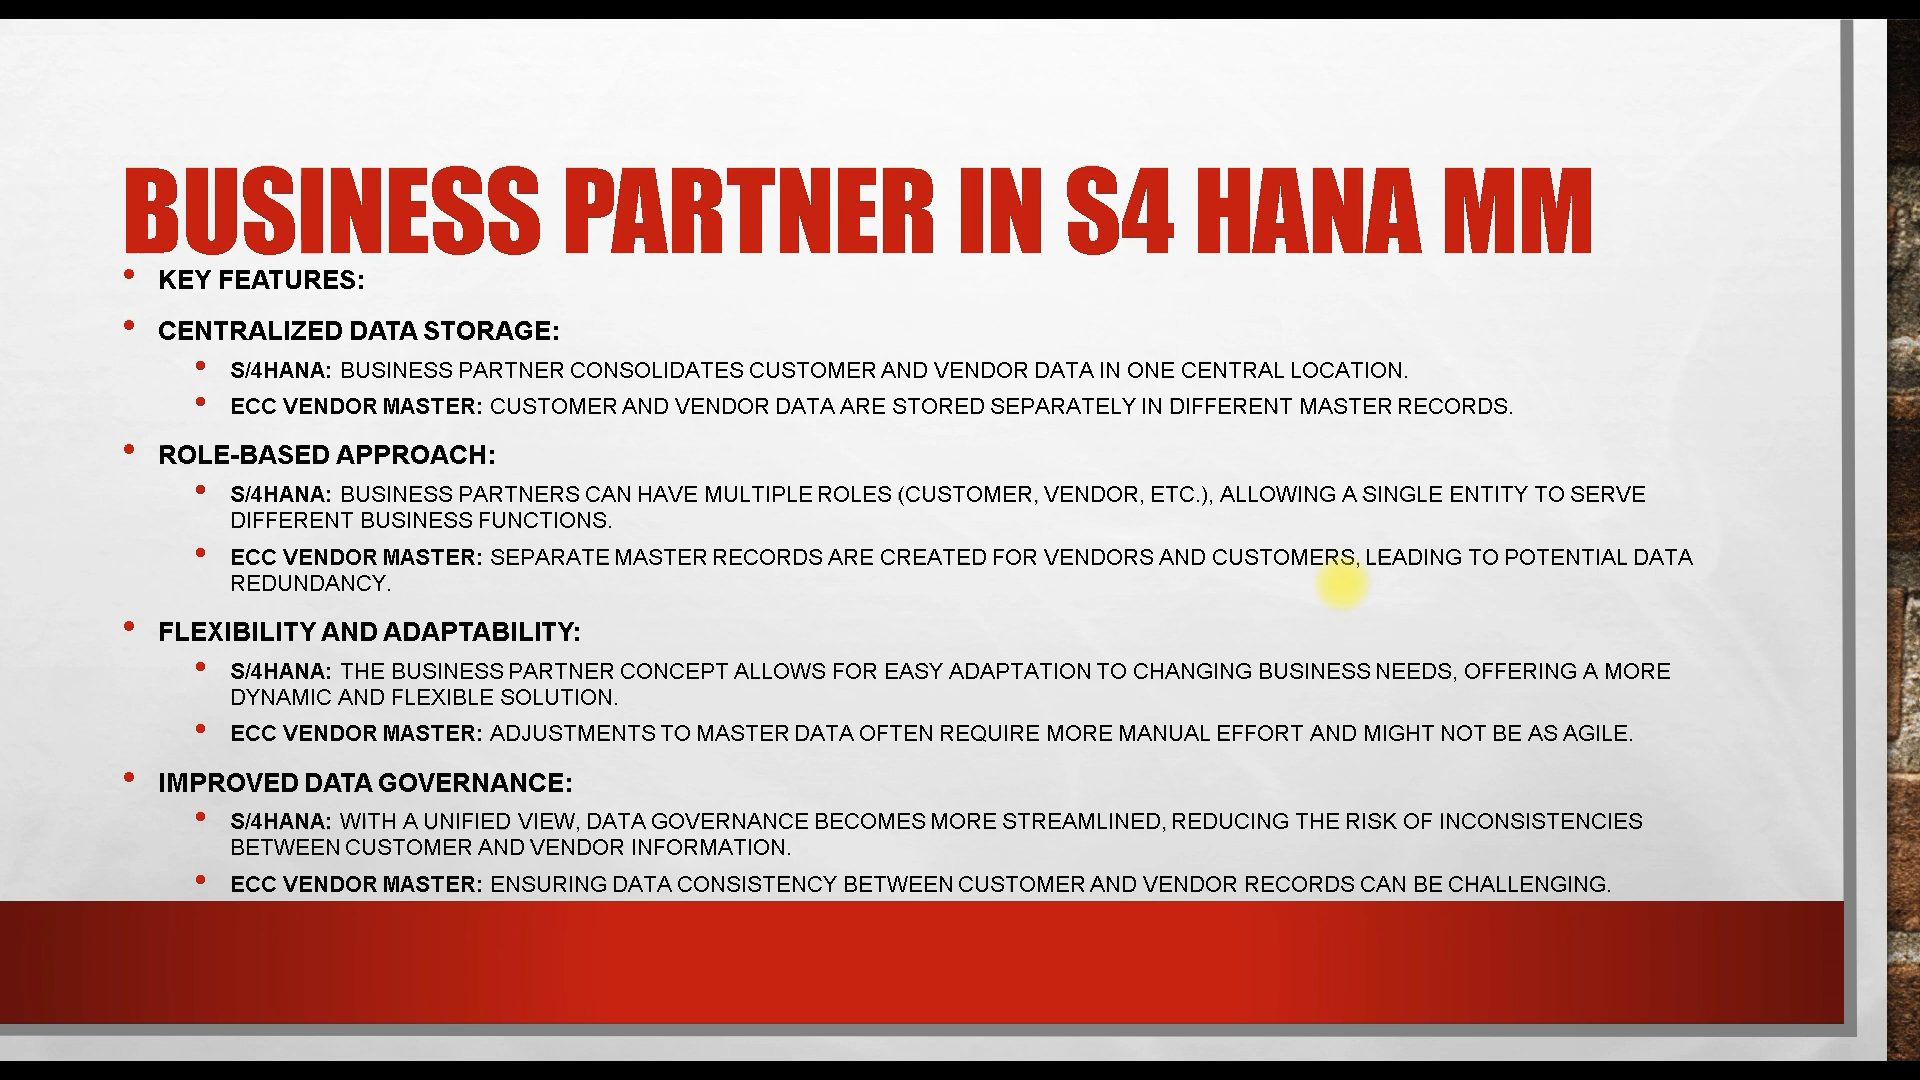 BUSINESS PARTNER IN S4 HANA MM
• KEY FEATURES:
• CENTRALIZED DATA STORAGE:
• S/4HANA: BUSINESS PARTNER CONSOLIDATES CUSTOMER AND VENDOR DATA IN ONE CENTRAL LOCATION.
• ECC VENDOR MASTER: CUSTOMER AND VENDOR DATA ARE STORED SEPARATELY IN DIFFERENT MASTER RECORDS.
• ROLE-BASED APPROACH:
• S/4HANA: BUSINESS PARTNERS CAN HAVE MULTIPLE ROLES (CUSTOMER, VENDOR, ETC.), ALLOWING A SINGLE ENTITY TO SERVE
DIFFERENT BUSINESS FUNCTIONS.
• ECC VENDOR MASTER: SEPARATE MASTER RECORDS ARE CREATED FOR VENDORS AND CUSTOMERS, LEADING TO POTENTIAL DATA
REDUNDANCY.
• FLEXIBILITY AND ADAPTABILITY:
• S/4HANA: THE BUSINESS PARTNER CONCEPT ALLOWS FOR EASY ADAPTATION TO CHANGING BUSINESS NEEDS, OFFERING A MORE
DYNAMIC AND FLEXIBLE SOLUTION.
• ECC VENDOR MASTER: ADJUSTMENTS TO MASTER DATA OFTEN REQUIRE MORE MANUAL EFFORT AND MIGHT NOT BE AS AGILE.
• IMPROVED DATA GOVERNANCE:
• S/4HANA: WITH A UNIFIED VIEW, DATA GOVERNANCE BECOMES MORE STREAMLINED, REDUCING THE RISK OF INCONSISTENCIES
BETWEEN CUSTOMER AND VENDOR INFORMATION.
• ECC VENDOR MASTER: ENSURING DATA CONSISTENCY BETWEEN CUSTOMER AND VENDOR RECORDS CAN BE CHALLENGING.